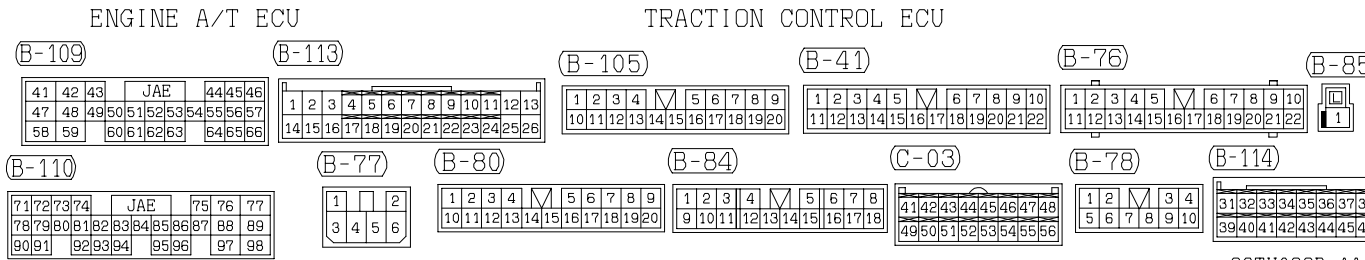 ENGINE A/T ECU
TRACTION CONTROL ECU
B-109
B-113
B-105
B-41
B-76
B-85
41 42 43 JAE 44 45 46
47 48 49 50 51 52 53 54 55 56 57
58 59 60 61 62 63 64 65 66
1 2 3 4 5 6 7 8 9 10 11 12 13
14 15 16 17 18 19 20 21 22 23 24 25 26
1 2 3 4 5 6 7 8 9
10 11 12 13 14 15 16 17 18 19 20
1 2 3 4 5 6 7 8 9 10
11 12 13 14 15 16 17 18 19 20 21 22
1 2 3 4 5 6 7 8 9 10
11 12 13 14 15 16 17 18 19 20 21 22
1
B-110
B-77
B-80
B-84
C-03
B-78
B-114
71 72 73 74 JAE 75 76 77
78 79 80 81 82 83 84 85 86 87 88 89
90 91 92 93 94 95 96 97 98
1 2
3 4 5 6
1 2 3 4 5 6 7 8 9
10 11 12 13 14 15 16 17 18 19 20
1 2 3 4 5 6 7 8
9 10 11 12 13 14 15 16 17 18
41 42 43 44 45 46 47 48
49 50 51 52 53 54 55 56
1 2 3 4
5 6 7 8 9 10
31 32 33 34 35 36 37
39 40 41 42 43 44 45